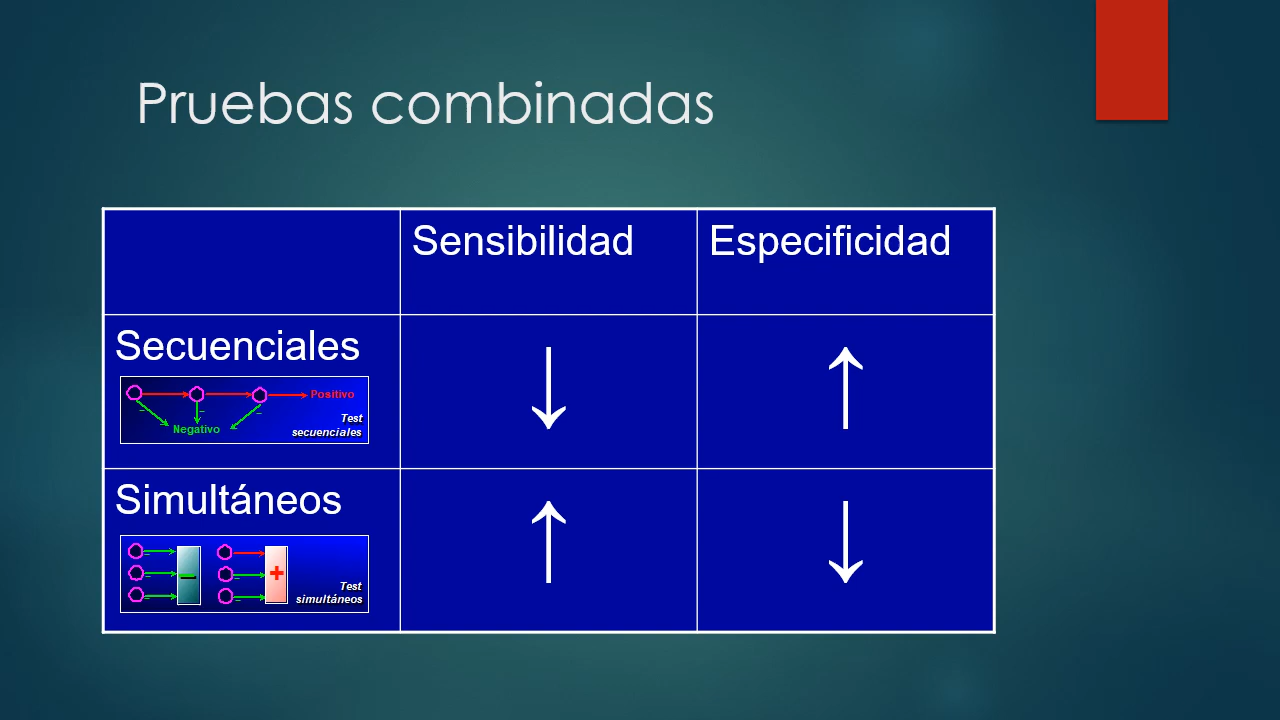 Pruebas combinadas
Sensibilidad
Especificidad
Secuenciales
Positivo
Negativo
Test
secuenciales
↓
↑
Simultáneos
Test
simultáneos
↑
↓